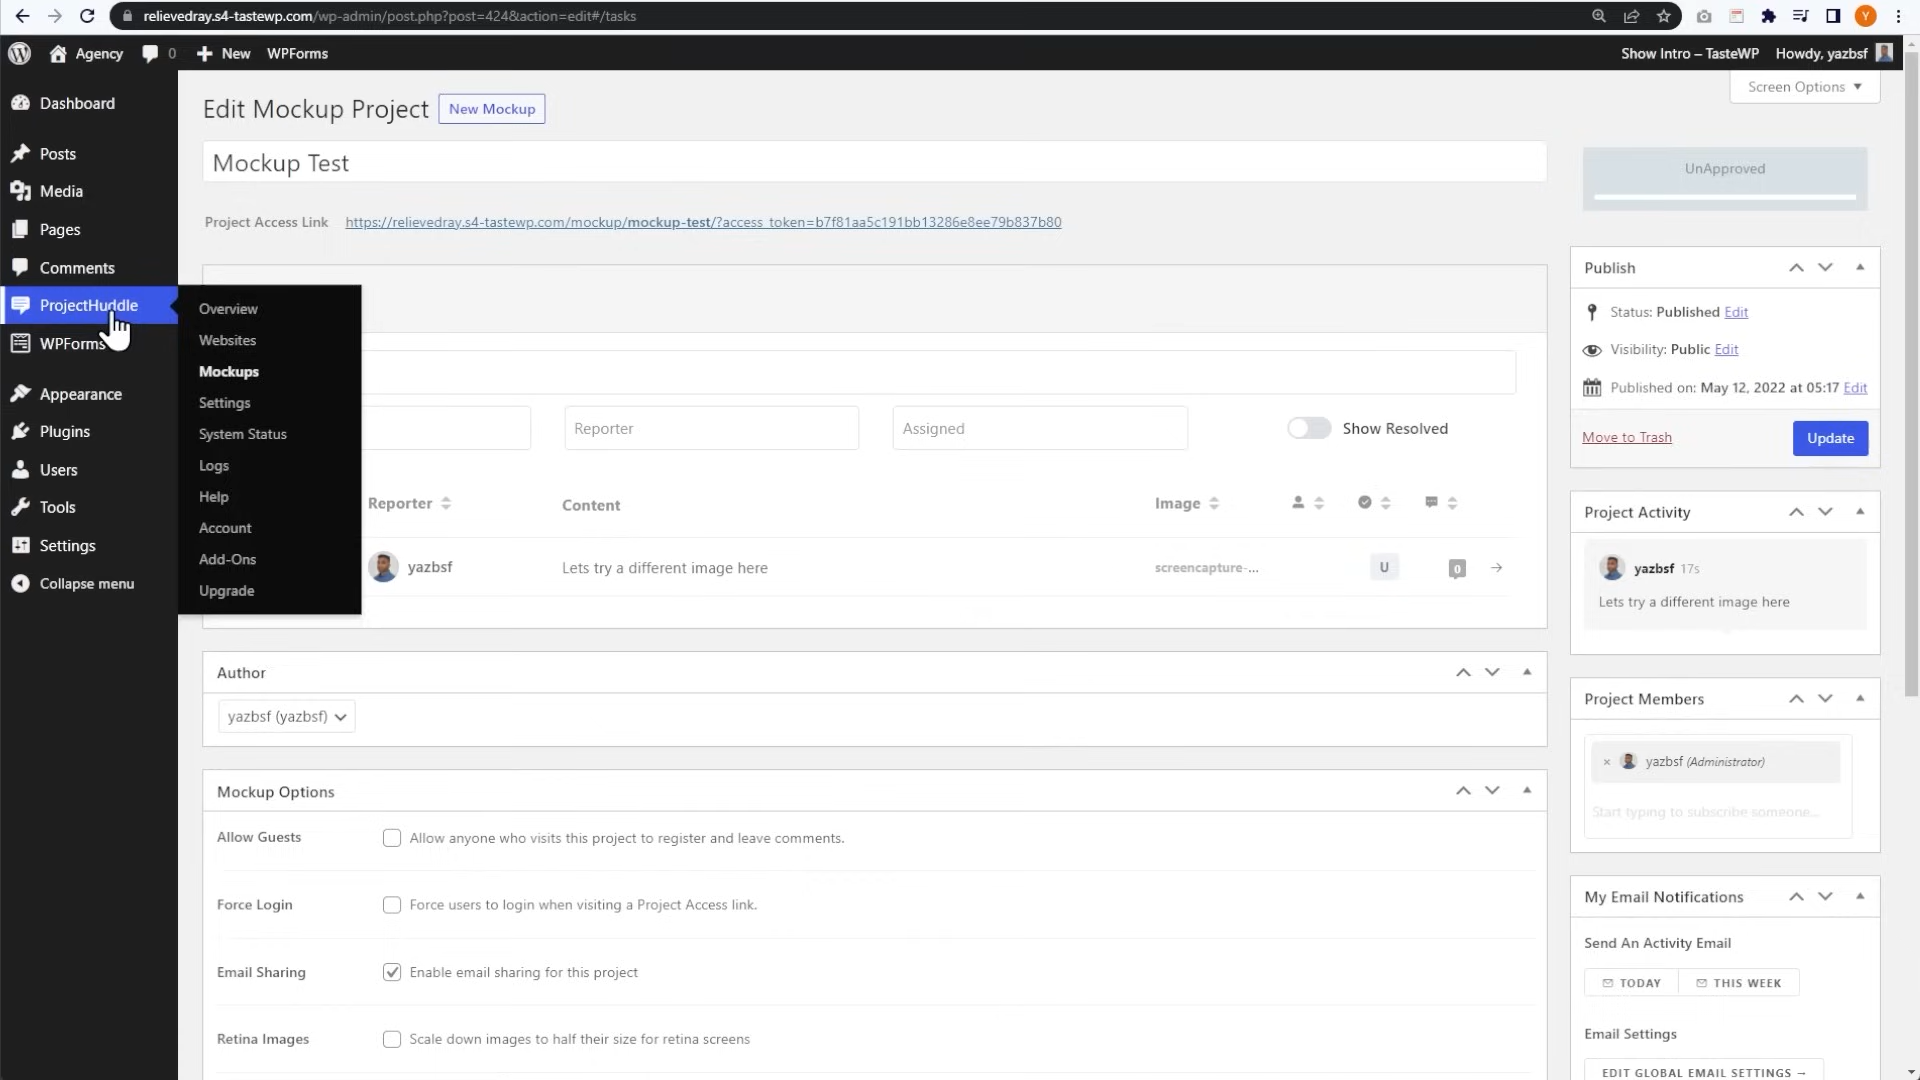 relievedray.s4-tastewp.com/wp-admin/post.php?post=424&action=edit#/tasks
Y
Agency 0 New WPForms
Show Intro – TasteWP Howdy, yazbsf
Screen Options
Dashboard
Posts
Media
Pages
Comments
ProjectHuddle
WPForms
Appearance
Plugins
Users
Tools
Settings
Collapse menu
Overview
Websites
Mockups
Settings
System Status
Logs
Help
Account
Add-Ons
Upgrade
Edit Mockup Project New Mockup
Mockup Test
Project Access Link https://relievedray.s4-tastewp.com/mockup/mockup-test/?access_token=b7f81aa5c191bb13286e8ee79b837b80
Reporter Assigned Show Resolved
Reporter Content Image
yazbsf Lets try a different image here screencapture-... U 0
Author
yazbsf (yazbsf)
Mockup Options
Allow Guests Allow anyone who visits this project to register and leave comments.
Force Login Force users to login when visiting a Project Access link.
Email Sharing Enable email sharing for this project
Retina Images Scale down images to half their size for retina screens
UnApproved
Publish
Status: Published Edit
Visibility: Public Edit
Published on: May 12, 2022 at 05:17 Edit
Move to Trash Update
Project Activity
yazbsf 17s
Lets try a different image here
Project Members
× yazbsf (Administrator)
Start typing to subscribe someone...
My Email Notifications
Send An Activity Email
TODAY THIS WEEK
Email Settings
EDIT GLOBAL EMAIL SETTINGS →